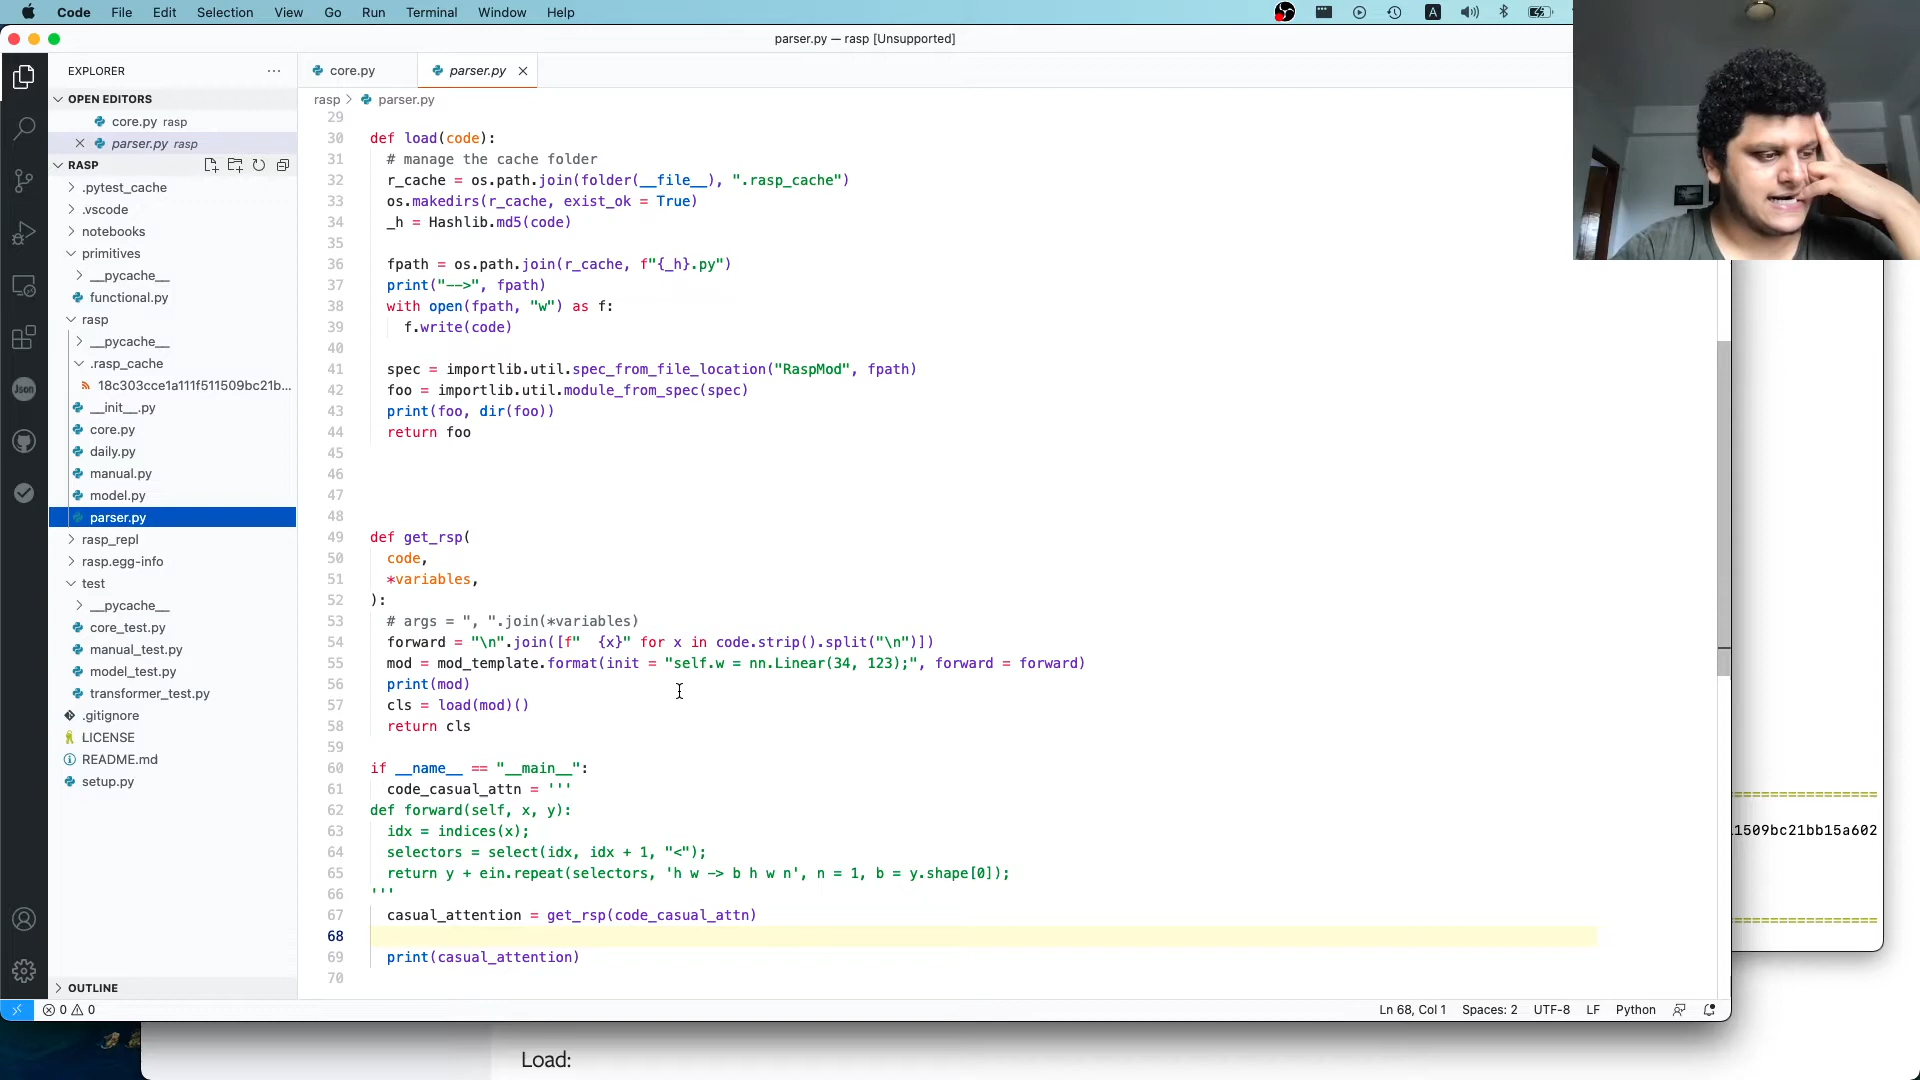 Code File Edit Selection View Go Run Terminal Window Help
A
parser.py — rasp [Unsupported]
EXPLORER
OPEN EDITORS
core.py rasp
parser.py rasp
RASP
.pytest_cache
.vscode
notebooks
primitives
__pycache__
functional.py
rasp
__pycache__
.rasp_cache
18c303cce1a111f511509bc21b...
__init__.py
core.py
daily.py
manual.py
model.py
parser.py
rasp_repl
rasp.egg-info
test
__pycache__
core_test.py
manual_test.py
model_test.py
transformer_test.py
.gitignore
LICENSE
README.md
setup.py
OUTLINE
Json
core.py parser.py
rasp > parser.py
29
30 def load(code):
31 # manage the cache folder
32 r_cache = os.path.join(folder(__file__), ".rasp_cache")
33 os.makedirs(r_cache, exist_ok = True)
34 _h = Hashlib.md5(code)
35
36 fpath = os.path.join(r_cache, f"{_h}.py")
37 print("-->", fpath)
38 with open(fpath, "w") as f:
39 f.write(code)
40
41 spec = importlib.util.spec_from_file_location("RaspMod", fpath)
42 foo = importlib.util.module_from_spec(spec)
43 print(foo, dir(foo))
44 return foo
45
46
47
48
49 def get_rsp(
50 code,
51 *variables,
52 ):
53 # args = ", ".join(*variables)
54 forward = "\n".join([f"  {x}" for x in code.strip().split("\n")])
55 mod = mod_template.format(init = "self.w = nn.Linear(34, 123);", forward = forward)
56 print(mod)
57 cls = load(mod)()
58 return cls
59
60 if __name__ == "__main__":
61 code_casual_attn = '''
62 def forward(self, x, y):
63 idx = indices(x);
64 selectors = select(idx, idx + 1, "<");
65 return y + ein.repeat(selectors, 'h w -> b h w n', n = 1, b = y.shape[0]);
66 '''
67 casual_attention = get_rsp(code_casual_attn)
68
69 print(casual_attention)
70
0 0
Ln 68, Col 1 Spaces: 2 UTF-8 LF Python
================
11509bc21bb15a602
================
Load: